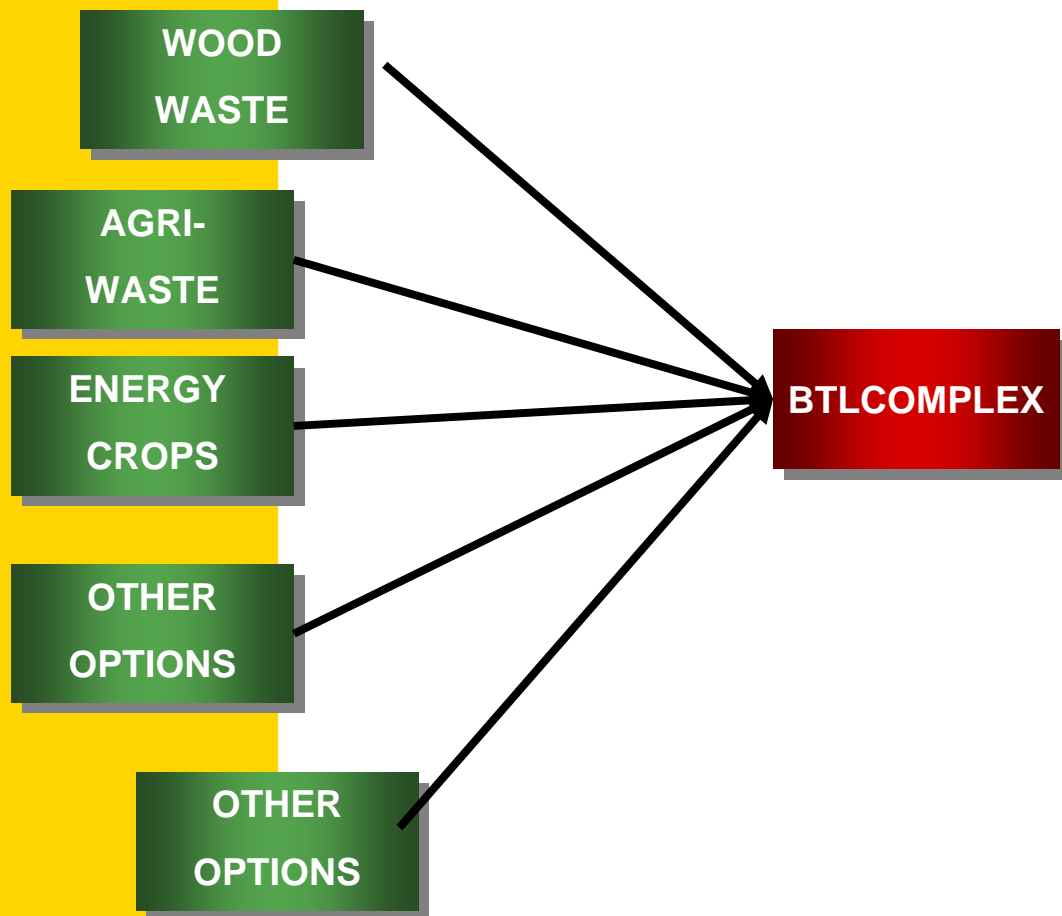 WOOD
WASTE
AGRI-
WASTE
ENERGY
CROPS
BTLCOMPLEX
OTHER
OPTIONS
OTHER
OPTIONS